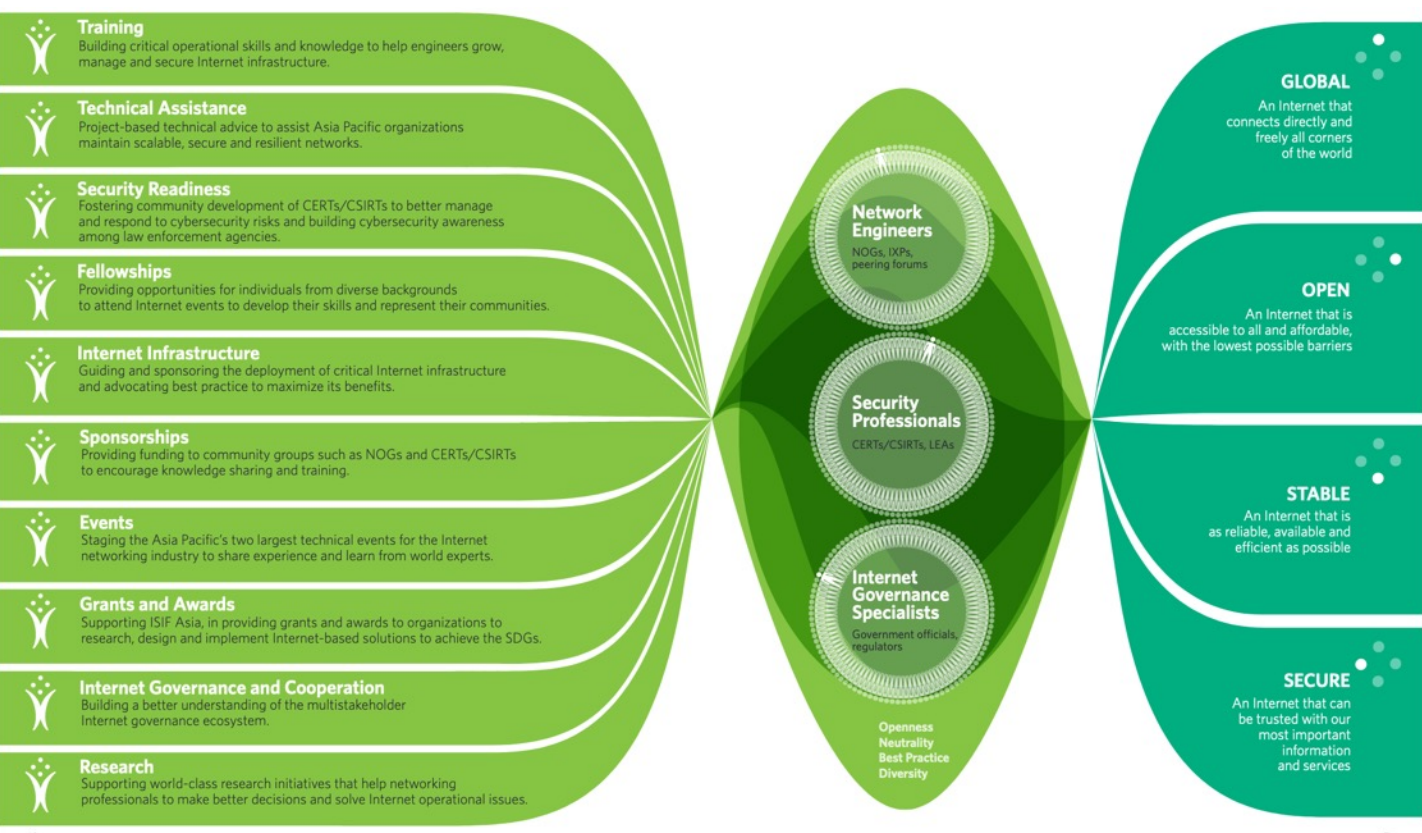 Training
Building critical operational skills and knowledge to help engineers grow,
manage and secure Internet infrastructure.
Technical Assistance
Project-based technical advice to assist Asia Pacific organizations
maintain scalable, secure and resilient networks.
Security Readiness
Fostering community development of CERTs/CSIRTs to better manage
and respond to cybersecurity risks and building cybersecurity awareness
among law enforcement agencies.
Fellowships
Providing opportunities for individuals from diverse backgrounds
to attend Internet events to develop their skills and represent their communities.
Internet Infrastructure
Guiding and sponsoring the deployment of critical Internet infrastructure
and advocating best practice to maximize its benefits.
Sponsorships
Providing funding to community groups such as NOGs and CERTs/CSIRTs
to encourage knowledge sharing and training.
Events
Staging the Asia Pacific's two largest technical events for the Internet
networking industry to share experience and learn from world experts.
Grants and Awards
Supporting ISIF Asia, in providing grants and awards to organizations to
research, design and implement Internet-based solutions to achieve the SDGs.
Internet Governance and Cooperation
Building a better understanding of the multistakeholder
Internet governance ecosystem.
Research
Supporting world-class research initiatives that help networking
professionals to make better decisions and solve Internet operational issues.
Network
Engineers
NOGs, IXPs,
peering forums
Security
Professionals
CERTs/CSIRTs, LEAs
Internet
Governance
Specialists
Government officials,
regulators
Openness
Neutrality
Best Practice
Diversity
GLOBAL
An Internet that
connects directly and
freely all corners
of the world
OPEN
An Internet that is
accessible to all and affordable,
with the lowest possible barriers
STABLE
An Internet that is
as reliable, available and
efficient as possible
SECURE
An Internet that can
be trusted with our
most important
information
and services